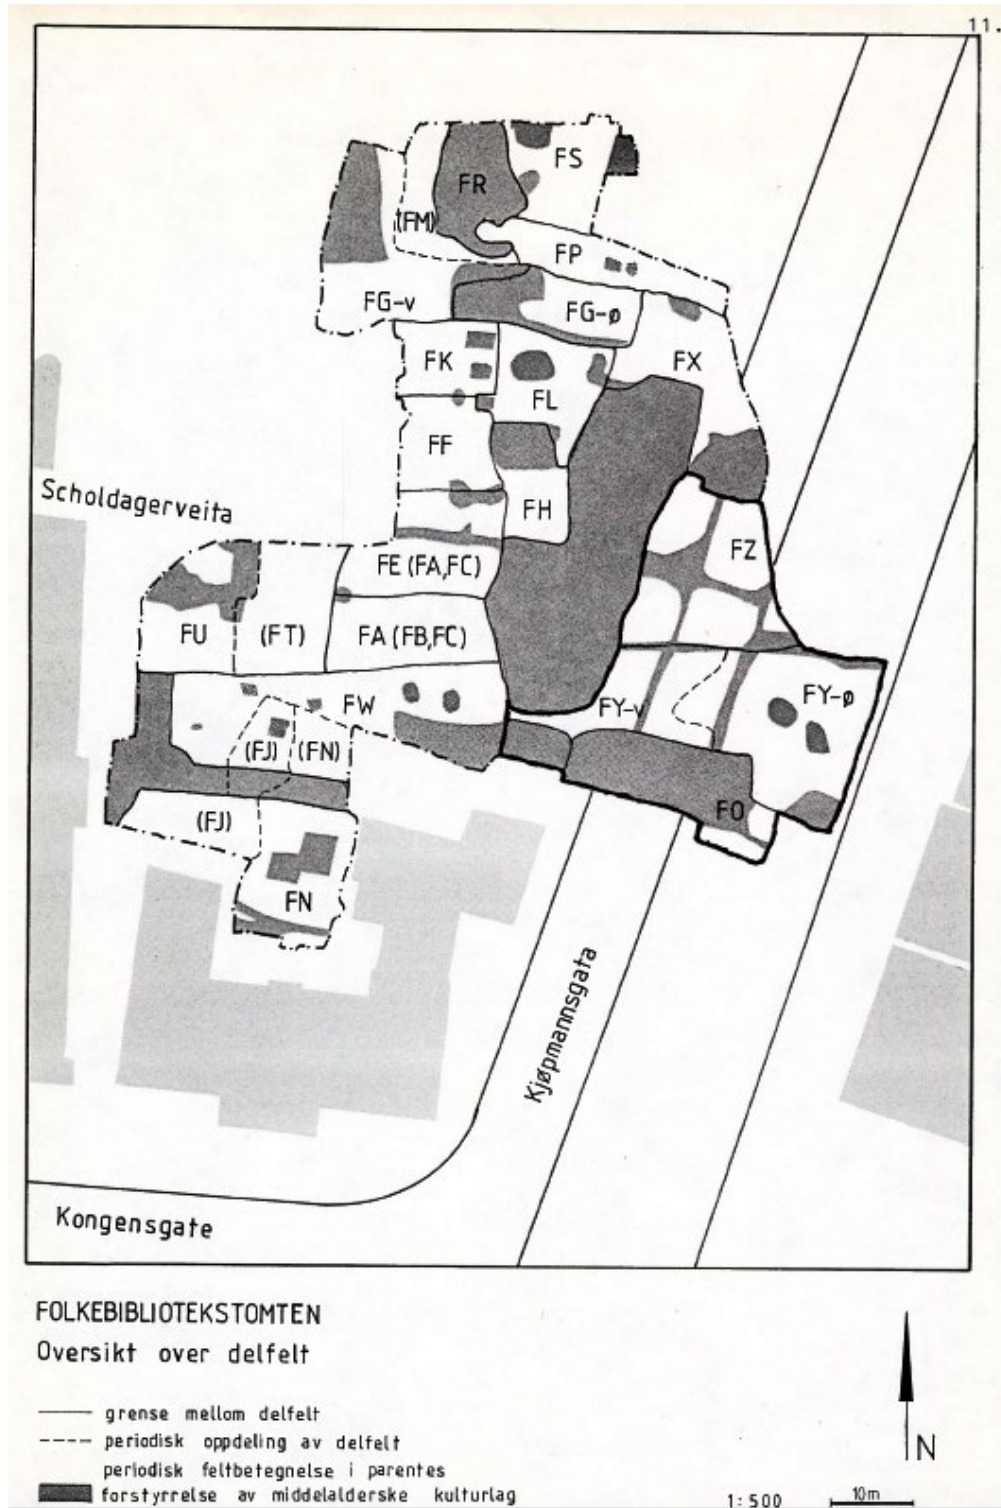 11.
FS
FR
(FM)
FP
FG-v
FG-ø
FK
FX
FL
FF
Scholdagerveita
FH
FZ
FE (FA,FC)
FU
(FT)
FA (FB,FC)
FW
FY-v
FY-ø
(FJ)
(FN)
(FJ)
FO
FN
Kjøpmannsgata
Kongensgate
FOLKEBIBLIOTEKSTOMTEN
Oversikt over delfelt
grense mellom delfelt
periodisk oppdeling av delfelt
periodisk feltbetegnelse i parentes
forstyrrelse av middelalderske kulturlag
N
1:500
10m